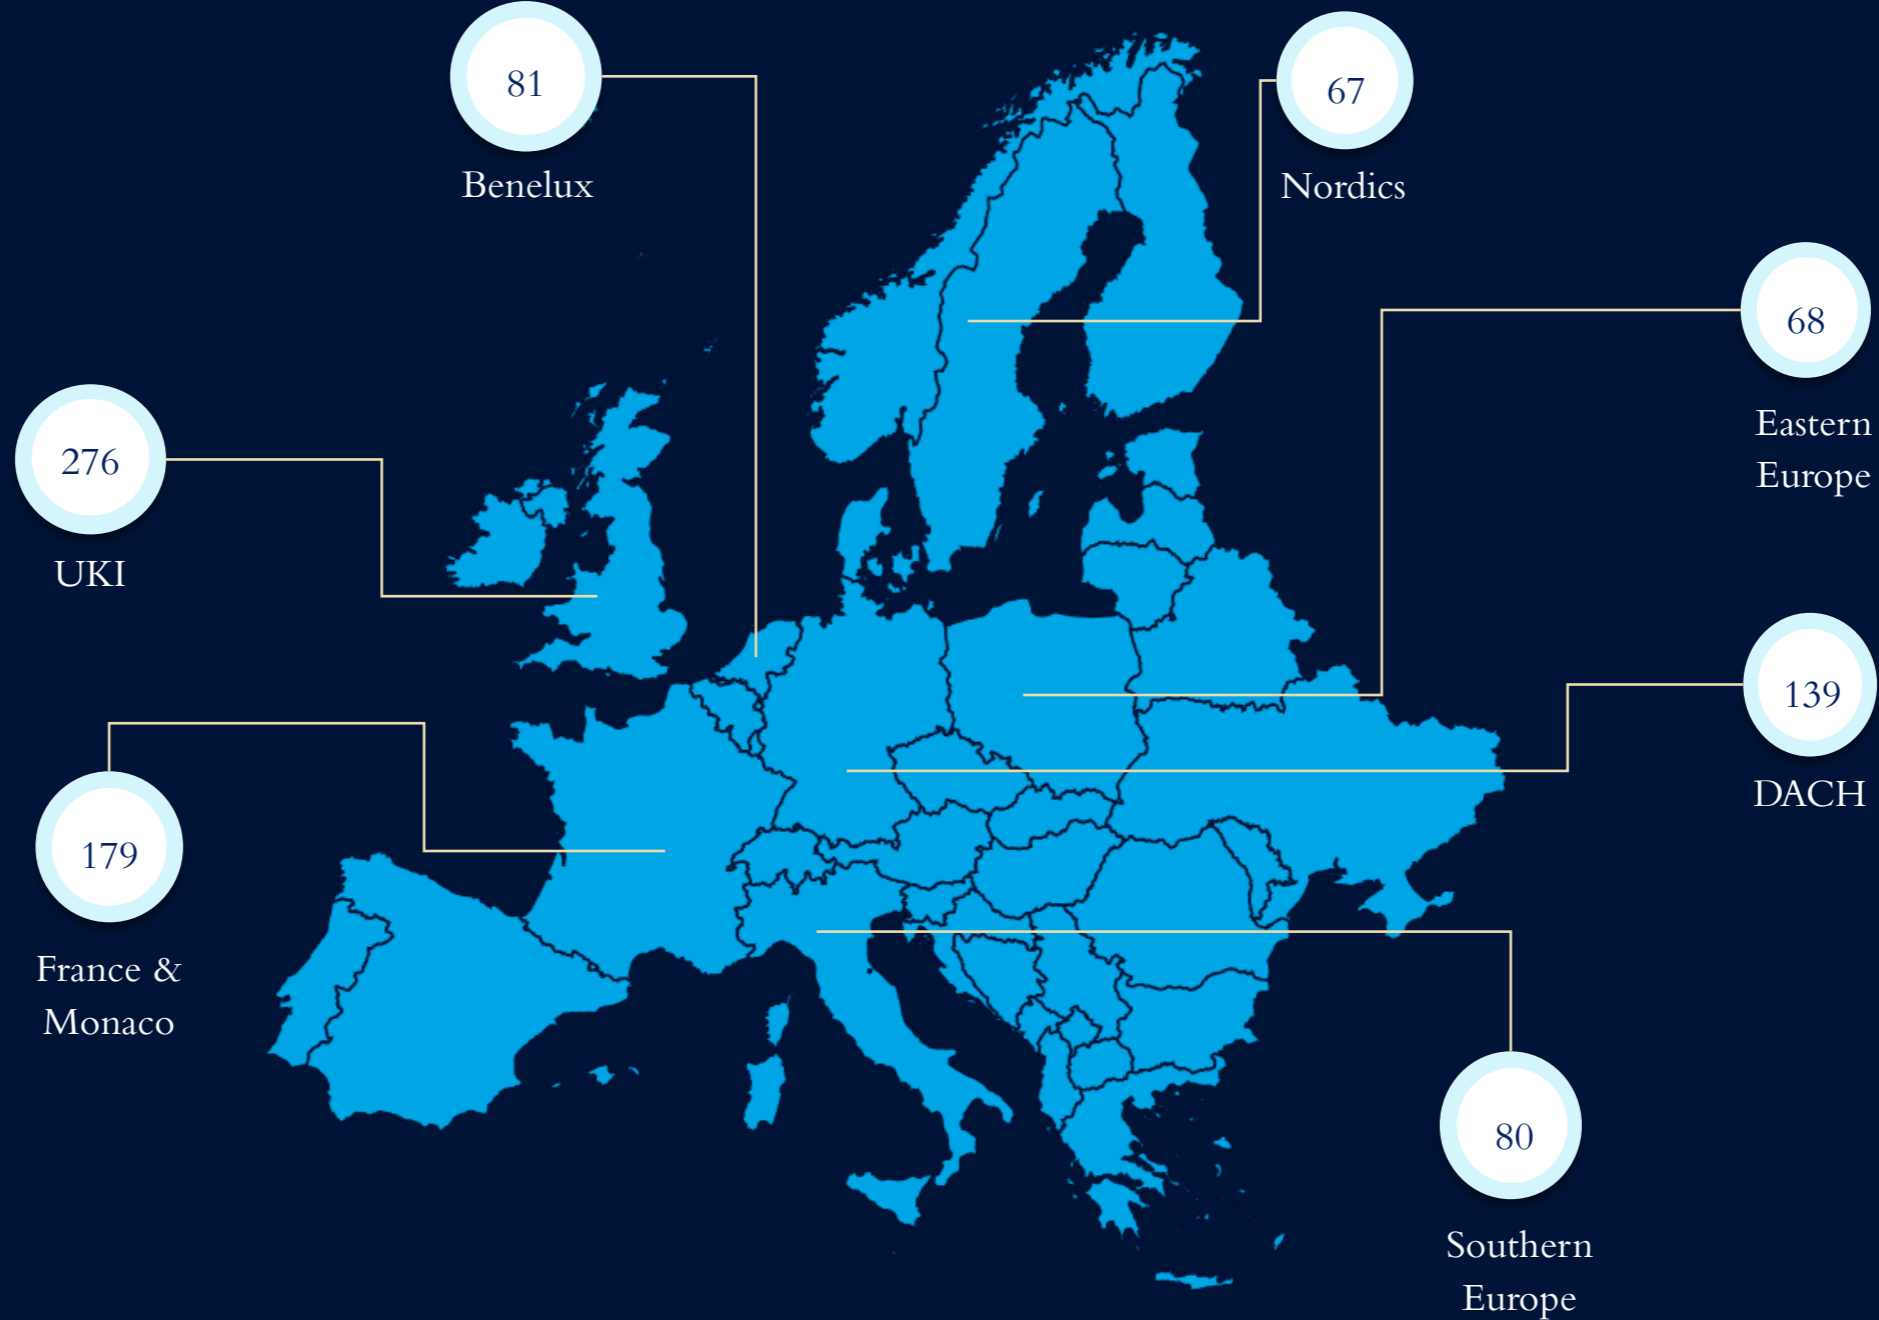 81
Benelux
67
Nordics
68
Eastern
Europe
276
UKI
139
DACH
179
France &
Monaco
80
Southern
Europe